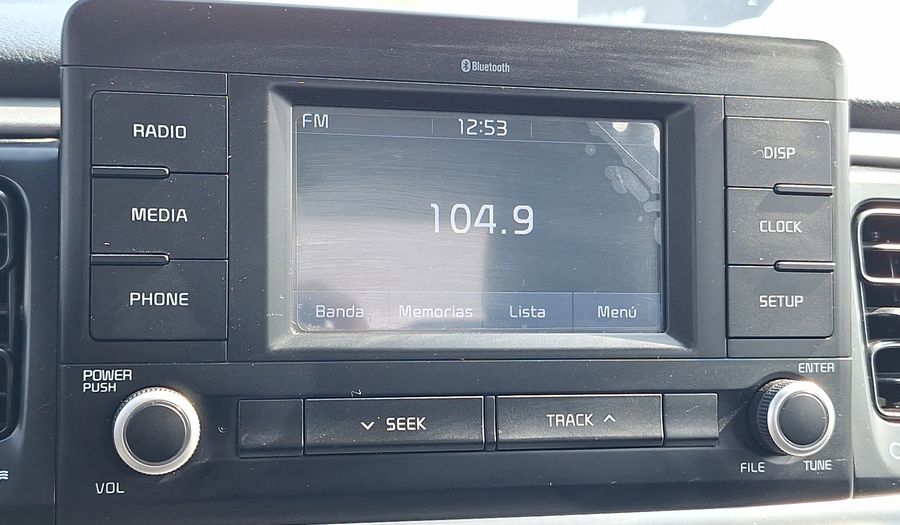 Bluetooth
RADIO
MEDIA
PHONE
FM
12:53
104.9
Banda Memorias Lista Menú
DISP
CLOCK
SETUP
POWER
PUSH
VOL
SEEK
TRACK
ENTER
FILE TUNE